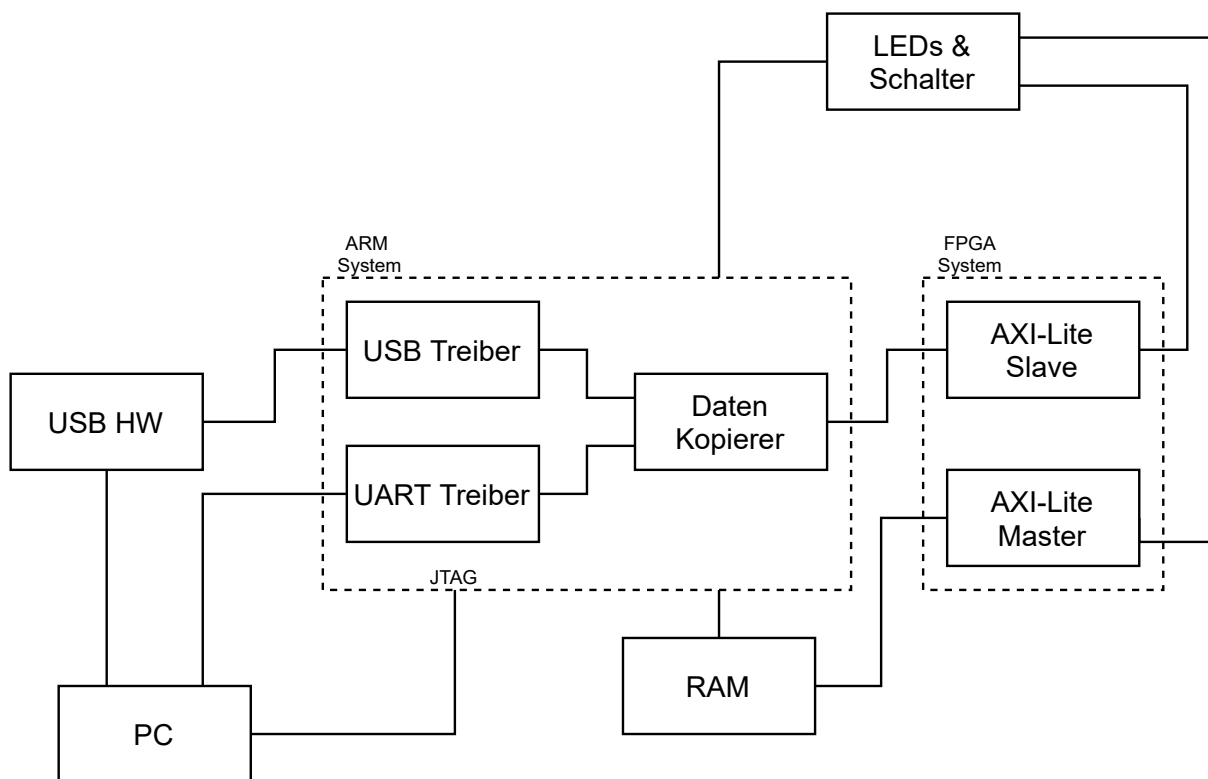 LEDs &
Schalter
ARM
System
FPGA
System
USB Treiber
AXI-Lite
Slave
USB HW
Daten
Kopierer
UART Treiber
AXI-Lite
Master
JTAG
RAM
PC